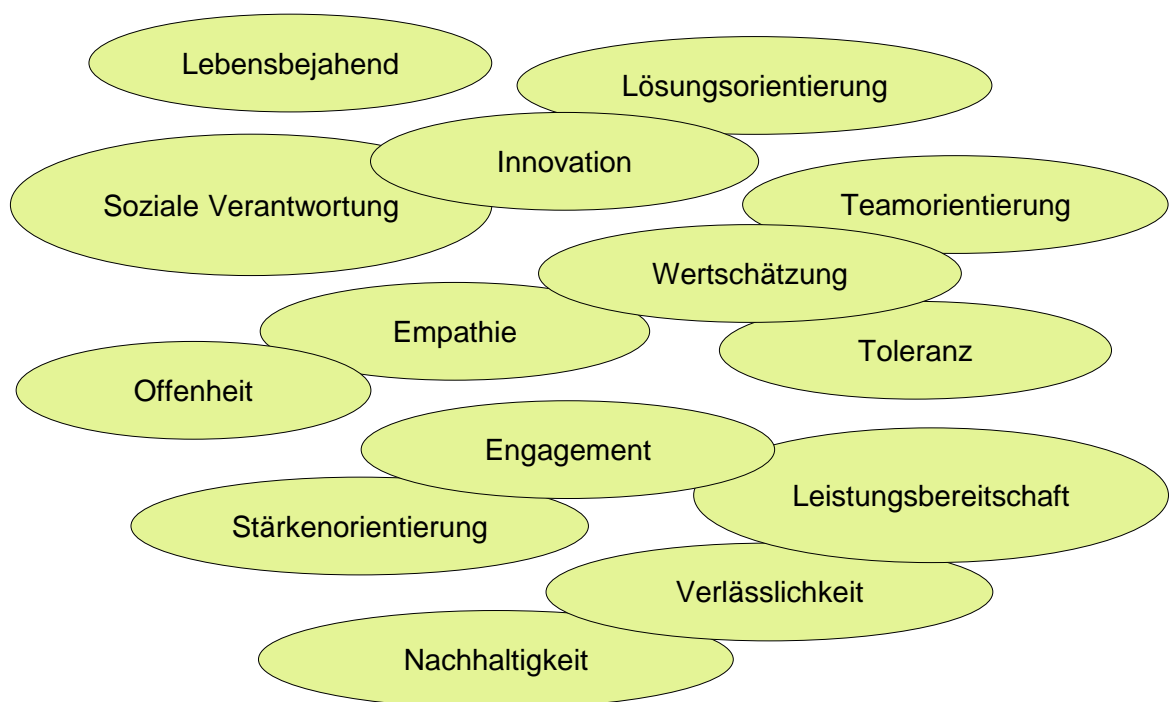 Lebensbejahend
Lösungsorientierung
Innovation
Soziale Verantwortung
Teamorientierung
Wertschätzung
Empathie
Toleranz
Offenheit
Engagement
Leistungsbereitschaft
Stärkenorientierung
Verlässlichkeit
Nachhaltigkeit